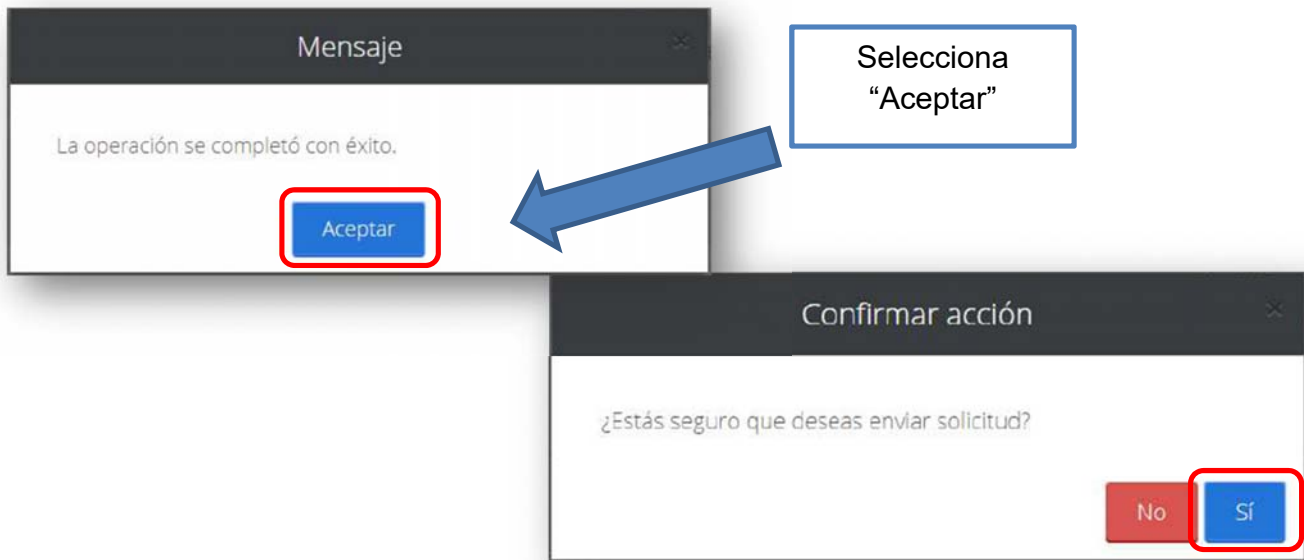 Mensaje
La operación se completó con éxito.
Aceptar
Selecciona
“Aceptar”
Confirmar acción
¿Estás seguro que deseas enviar solicitud?
No
Sí